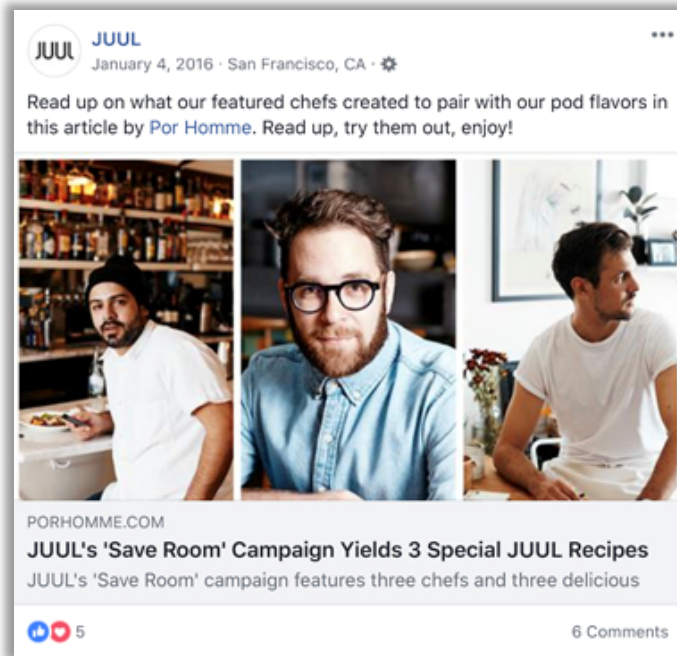 JUUL
JUUL
January 4, 2016 · San Francisco, CA ·
Read up on what our featured chefs created to pair with our pod flavors in
this article by Por Homme. Read up, try them out, enjoy!
PORHOMME.COM
JUUL's 'Save Room' Campaign Yields 3 Special JUUL Recipes
JUUL's 'Save Room' campaign features three chefs and three delicious
5
6 Comments